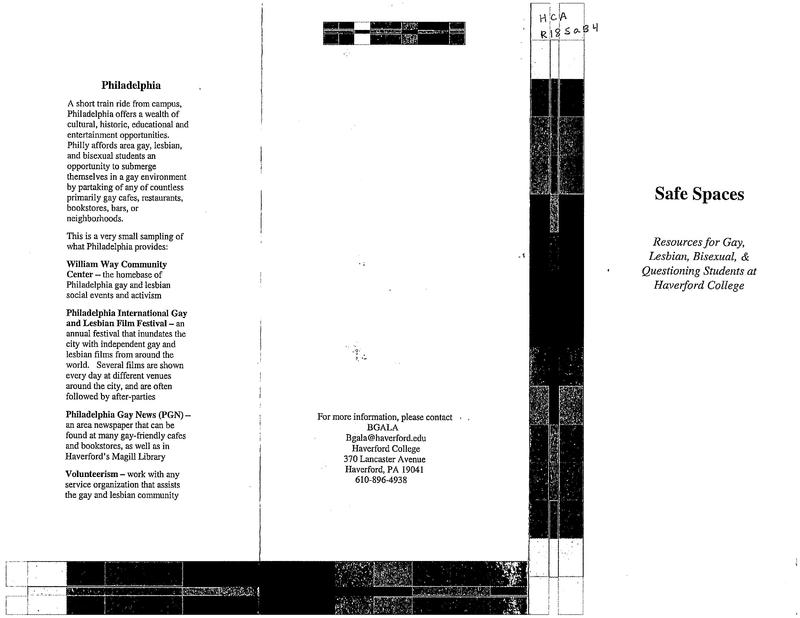 Philadelphia
A short train ride from campus,
Philadelphia offers a wealth of
cultural, historic, educational and
entertainment opportunities.
Philly affords area gay, lesbian,
and bisexual students an
opportunity to submerge
themselves in a gay environment
by partaking of any of countless
primarily gay cafes, restaurants,
bookstores, bars, or
neighborhoods.
This is a very small sampling of
what Philadelphia provides:
William Way Community
Center – the homebase of
Philadelphia gay and lesbian
social events and activism
Philadelphia International Gay
and Lesbian Film Festival – an
annual festival that inundates the
city with independent gay and
lesbian films from around the
world. Several films are shown
every day at different venues
around the city, and are often
followed by after-parties
Philadelphia Gay News (PGN) –
an area newspaper that can be
found at many gay-friendly cafes
and bookstores, as well as in
Haverford's Magill Library
Volunteerism – work with any
service organization that assists
the gay and lesbian community
For more information, please contact
BGALA
Bgala@haverford.edu
Haverford College
370 Lancaster Avenue
Haverford, PA 19041
610-896-4938
HCA
R185aB4
Safe Spaces
Resources for Gay,
Lesbian, Bisexual, &
Questioning Students at
Haverford College